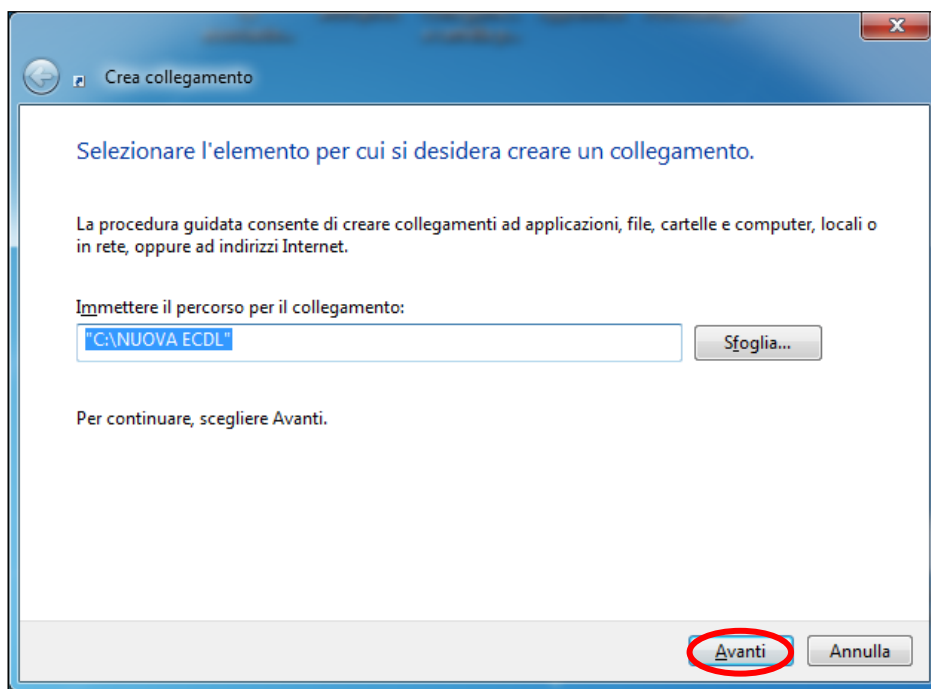 Crea collegamento
Selezionare l'elemento per cui si desidera creare un collegamento.
La procedura guidata consente di creare collegamenti ad applicazioni, file, cartelle e computer, locali o
in rete, oppure ad indirizzi Internet.
Immettere il percorso per il collegamento:
"C:\NUOVA ECDL"
Sfoglia...
Per continuare, scegliere Avanti.
Avanti
Annulla